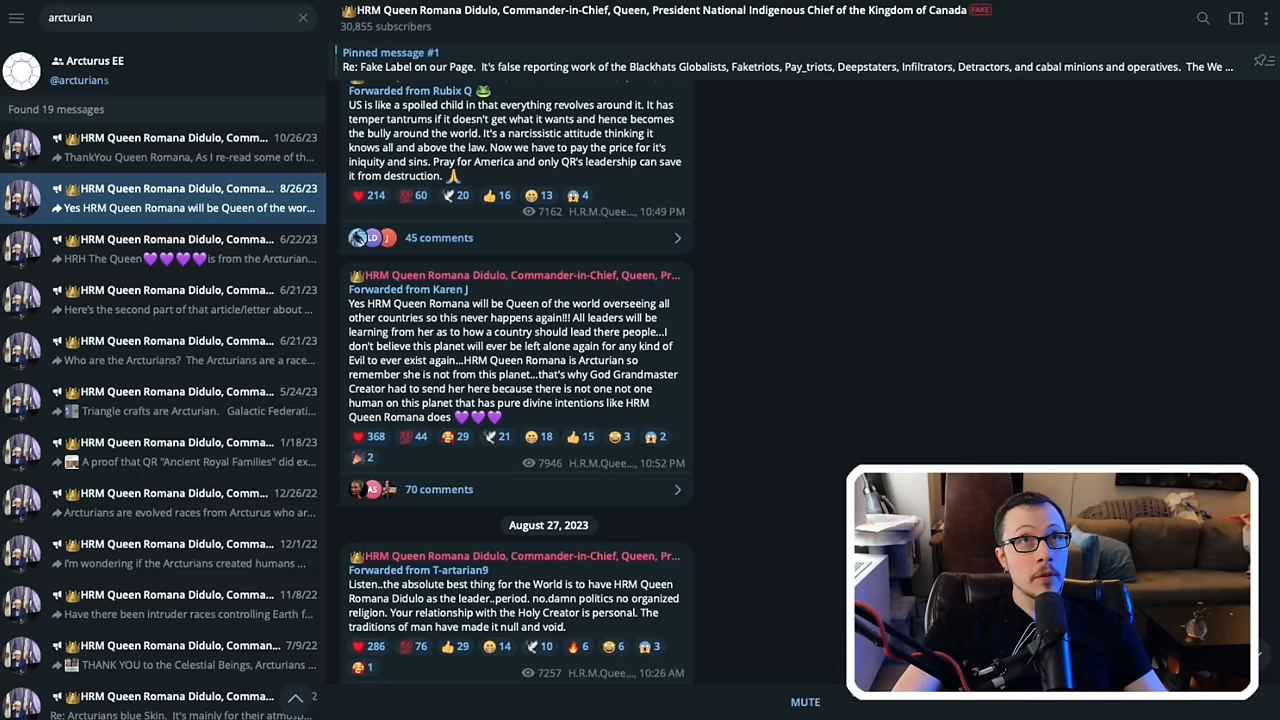 arcturian
Arcturus EE
@arcturians
Found 19 messages
👑HRM Queen Romana Didulo, Comm... 10/26/23
ThankYou Queen Romana, As I re-read some of th...
👑HRM Queen Romana Didulo, Comma... 8/26/23
Yes HRM Queen Romana will be Queen of the wor...
👑HRM Queen Romana Didulo, Comma... 6/22/23
HRH The Queen💜💜💜💜is from the Arcturian...
👑HRM Queen Romana Didulo, Comma... 6/21/23
Here's the second part of that article/letter about ...
👑HRM Queen Romana Didulo, Comma... 6/21/23
Who are the Arcturians? The Arcturians are a race...
👑HRM Queen Romana Didulo, Comma... 5/24/23
Triangle crafts are Arcturian. Galactic Federati...
👑HRM Queen Romana Didulo, Comma... 1/18/23
A proof that QR "Ancient Royal Families" did ex...
👑HRM Queen Romana Didulo, Comm... 12/26/22
Arcturians are evolved races from Arcturus who ar...
👑HRM Queen Romana Didulo, Comma... 12/1/22
I'm wondering if the Arcturians created humans ...
👑HRM Queen Romana Didulo, Comma... 11/8/22
Have there been intruder races controlling Earth f...
👑HRM Queen Romana Didulo, Comma... 7/9/22
THANK YOU to the Celestial Beings, Arcturians ...
👑HRM Queen Romana Didulo, Comma... 2
Re: Arcturians blue Skin. It's mainly for their atmos...
👑HRM Queen Romana Didulo, Commander-in-Chief, Queen, President National Indigenous Chief of the Kingdom of Canada FAKE
30,855 subscribers
Pinned message #1
Re: Fake Label on our Page. It's false reporting work of the Blackhats Globalists, Faketriots, Pay_triots, Deepstaters, Infiltrators, Detractors, and cabal minions and operatives. The We ...
Forwarded from Rubix Q 🐸
US is like a spoiled child in that everything revolves around it. It has
temper tantrums if it doesn't get what it wants and hence becomes
the bully around the world. It's a narcissistic attitude thinking it
knows all and above the law. Now we have to pay the price for it's
iniquity and sins. Pray for America and only QR's leadership can save
it from destruction. 🙏
❤ 214 💯 60 🕊 20 👍 16 😁 13 😱 4
7162 H.R.M.Quee..., 10:49 PM
LD J 45 comments
👑HRM Queen Romana Didulo, Commander-in-Chief, Queen, Pr...
Forwarded from Karen J
Yes HRM Queen Romana will be Queen of the world overseeing all
other countries so this never happens again!!! All leaders will be
learning from her as to how a country should lead there people...I
don't believe this planet will ever be left alone again for any kind of
Evil to ever exist again...HRM Queen Romana is Arcturian so
remember she is not from this planet...that's why God Grandmaster
Creator had to send her here because there is not one not one
human on this planet that has pure divine intentions like HRM
Queen Romana does 💜💜💜
❤ 368 💯 44 🥰 29 🕊 21 😁 18 👍 15 🤣 3 😱 2
🎉 2
7946 H.R.M.Quee..., 10:52 PM
AS 70 comments
August 27, 2023
👑HRM Queen Romana Didulo, Commander-in-Chief, Queen, Pr...
Forwarded from T-artarian9
Listen..the absolute best thing for the World is to have HRM Queen
Romana Didulo as the leader..period. no.damn politics no organized
religion. Your relationship with the Holy Creator is personal. The
traditions of man have made it null and void.
❤ 286 💯 76 👍 29 😁 14 🕊 10 🔥 6 🤣 6 😱 3
🥰 1
7257 H.R.M.Quee..., 10:26 AM
MUTE